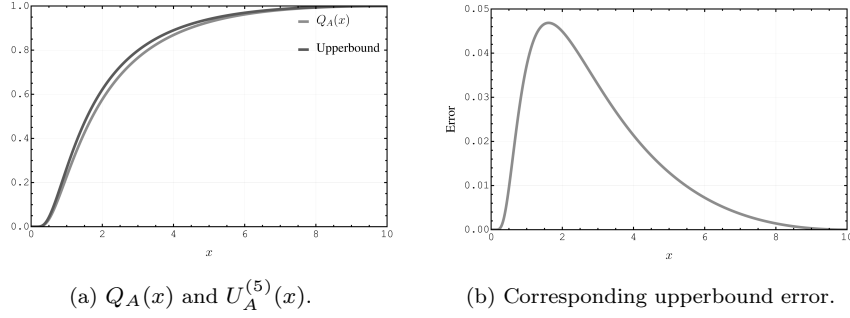 1.0
0.8
0.6
0.4
0.2
0.0
0 2 4 6 8 10
x
Q_A(x)
Upperbound
0.05
0.04
0.03
0.02
0.01
0.00
Error
0 2 4 6 8 10
x
(a) Q_A(x) and U_A^{(5)}(x).
(b) Corresponding upperbound error.